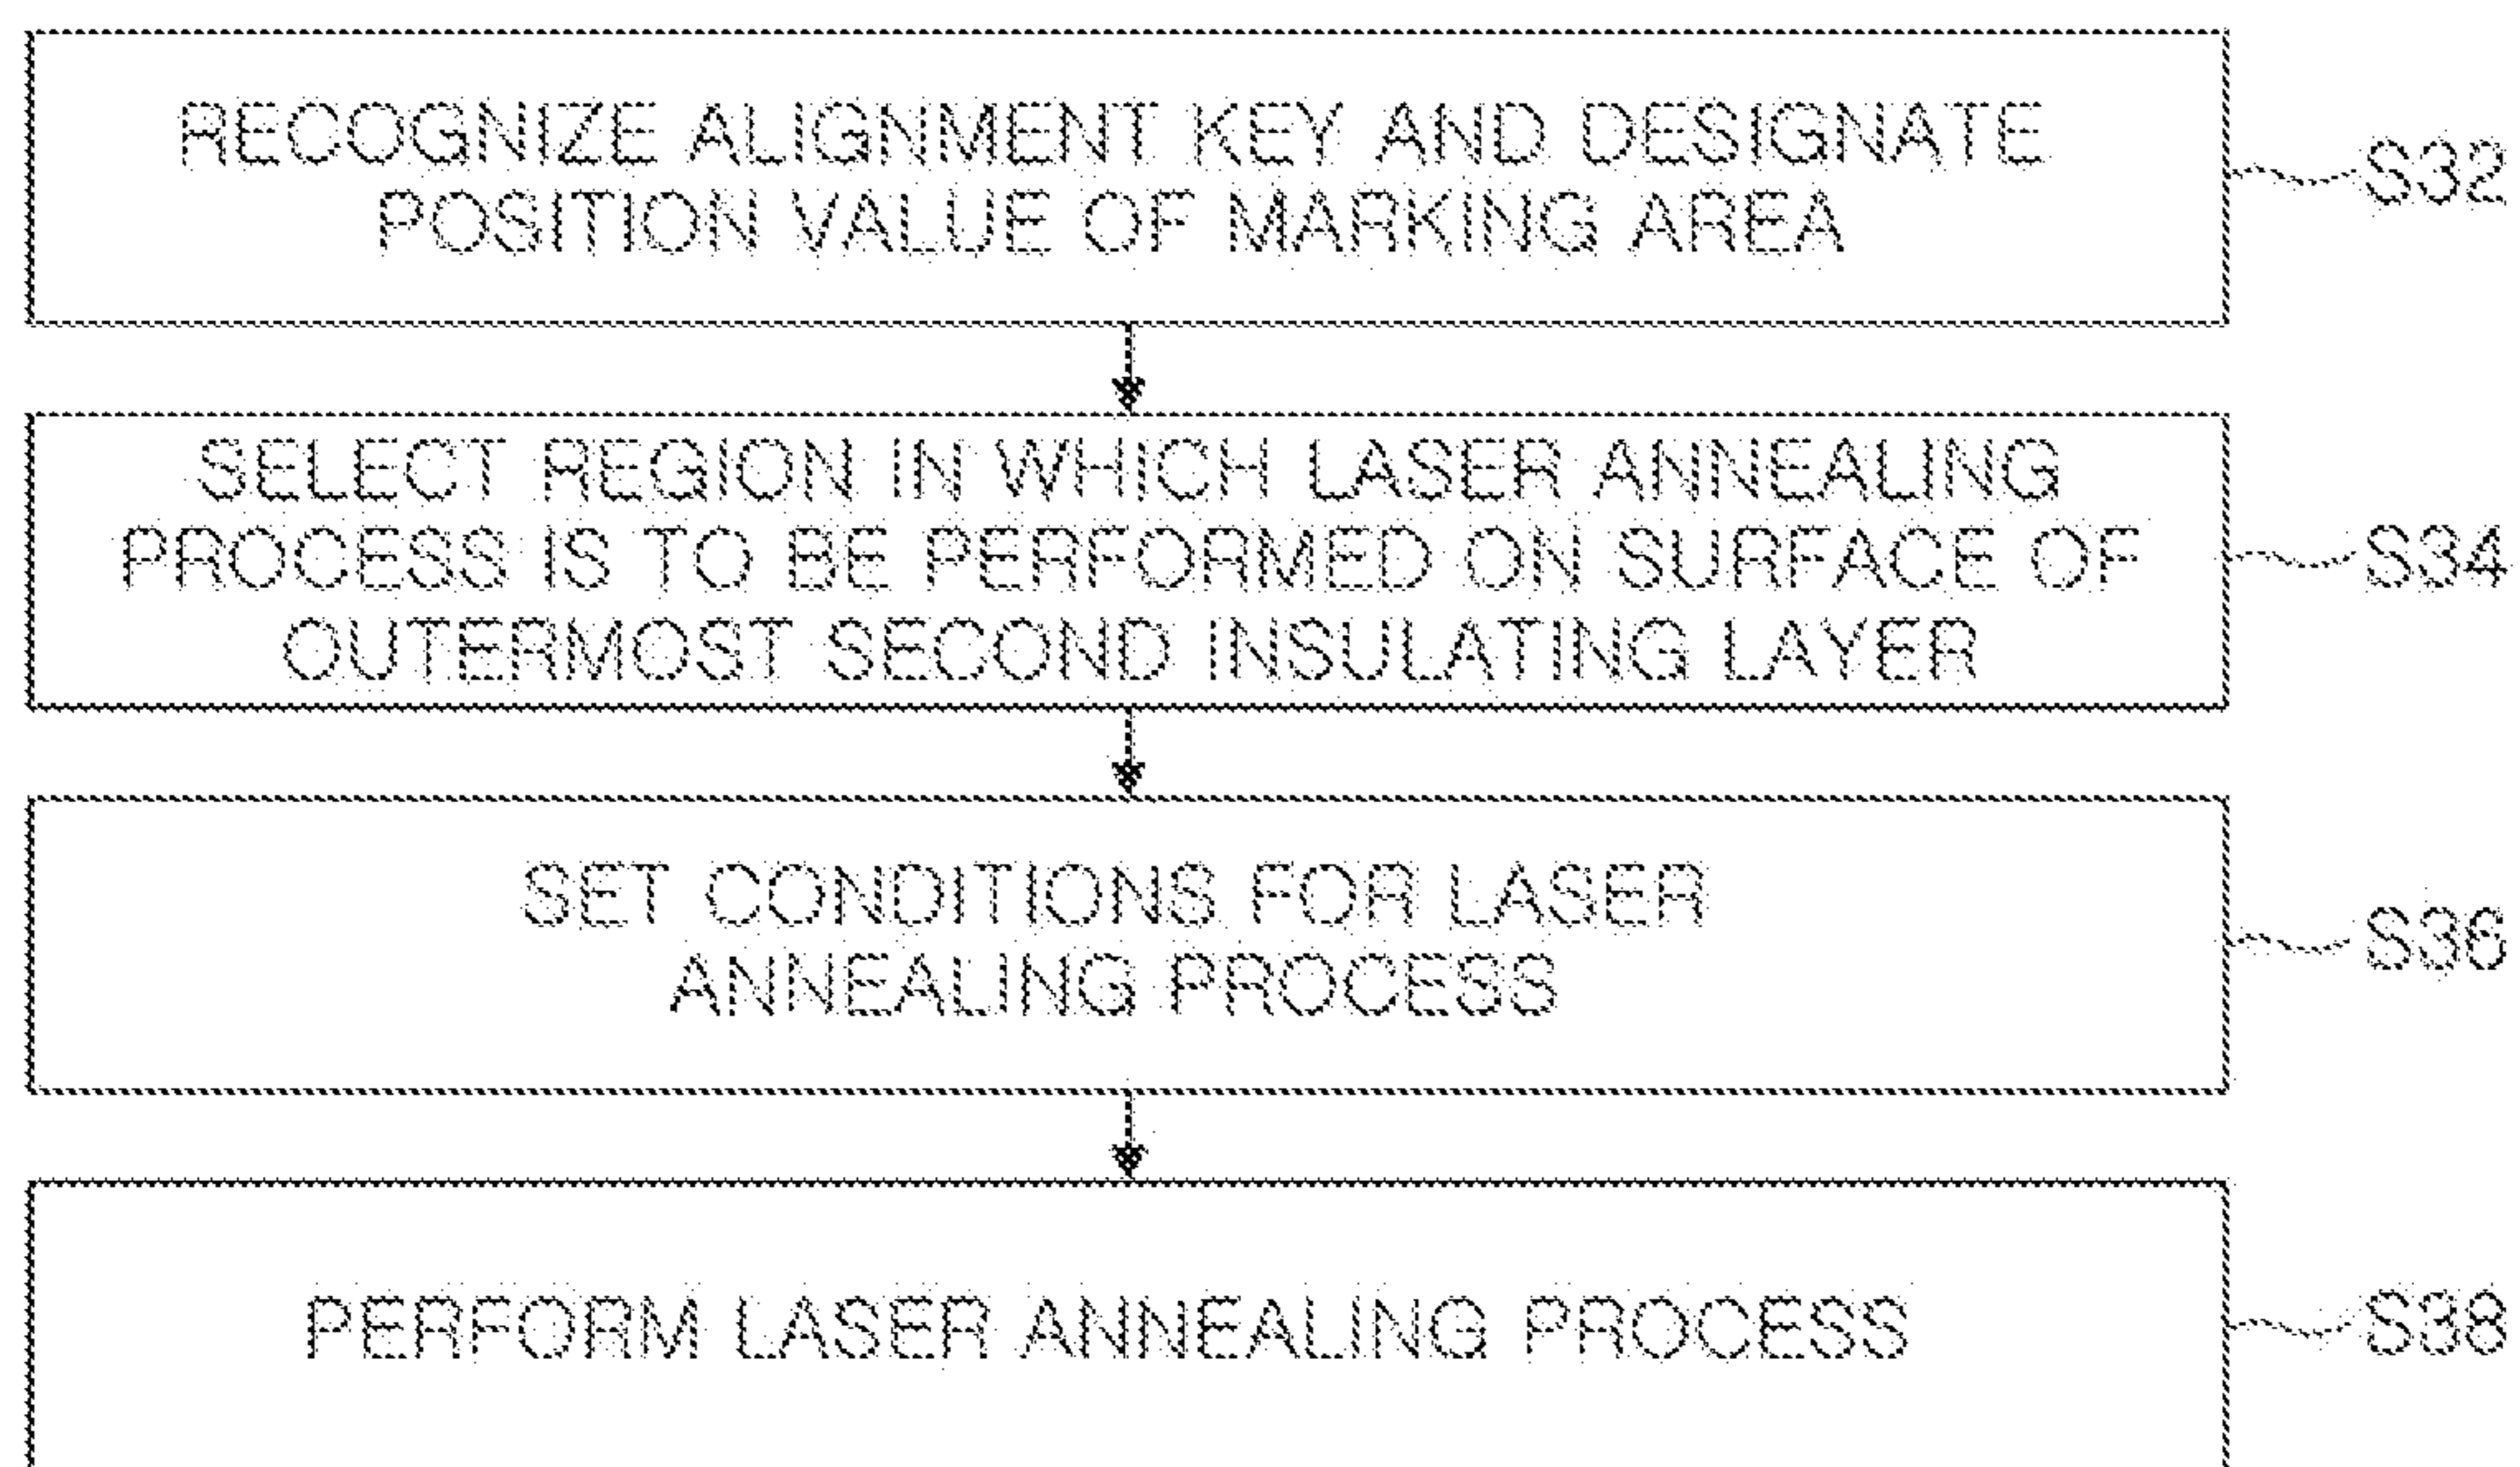 RECOGNIZE ALIGNMENT KEY AND DESIGNATE
POSITION VALUE OF MARKING AREA
S32
SELECT REGION IN WHICH LASER ANNEALING
PROCESS IS TO BE PERFORMED ON SURFACE OF
OUTERMOST SECOND INSULATING LAYER
S34
SET CONDITIONS FOR LASER
ANNEALING PROCESS
S36
PERFORM LASER ANNEALING PROCESS
S38